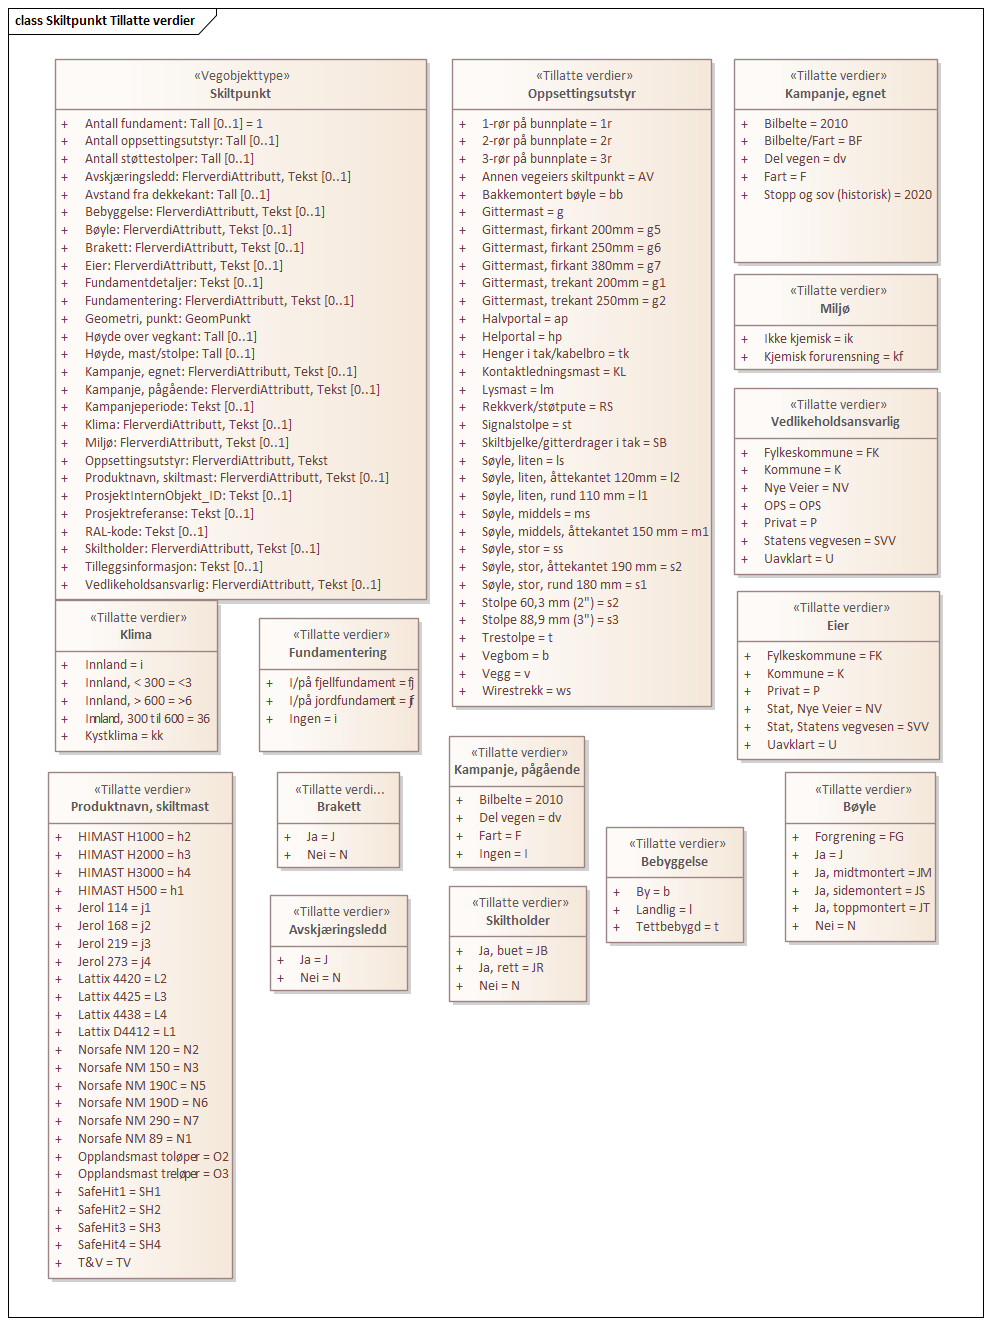 class Skiltpunkt Tillatte verdier
«Vegobjekttype»
Skiltpunkt
+ Antall fundament: Tall [0..1] = 1
+ Antall oppsettingsutstyr: Tall [0..1]
+ Antall støttestolper: Tall [0..1]
+ Avskjæringsledd: FlerverdiAttributt, Tekst [0..1]
+ Avstand fra dekkekant: Tall [0..1]
+ Bebyggelse: FlerverdiAttributt, Tekst [0..1]
+ Bøyle: FlerverdiAttributt, Tekst [0..1]
+ Brakett: FlerverdiAttributt, Tekst [0..1]
+ Eier: FlerverdiAttributt, Tekst [0..1]
+ Fundamentdetaljer: Tekst [0..1]
+ Fundamentering: FlerverdiAttributt, Tekst [0..1]
+ Geometri, punkt: GeomPunkt
+ Høyde over vegkant: Tall [0..1]
+ Høyde, mast/stolpe: Tall [0..1]
+ Kampanje, egnet: FlerverdiAttributt, Tekst [0..1]
+ Kampanje, pågående: FlerverdiAttributt, Tekst [0..1]
+ Kampanjeperiode: Tekst [0..1]
+ Klima: FlerverdiAttributt, Tekst [0..1]
+ Miljø: FlerverdiAttributt, Tekst [0..1]
+ Oppsettingsutstyr: FlerverdiAttributt, Tekst
+ Produktnavn, skiltmast: FlerverdiAttributt, Tekst [0..1]
+ ProsjektInternObjekt_ID: Tekst [0..1]
+ Prosjektreferanse: Tekst [0..1]
+ RAL-kode: Tekst [0..1]
+ Skiltholder: FlerverdiAttributt, Tekst [0..1]
+ Tilleggsinformasjon: Tekst [0..1]
+ Vedlikeholdsansvarlig: FlerverdiAttributt, Tekst [0..1]
«Tillatte verdier»
Oppsettingsutstyr
+ 1-rør på bunnplate = 1r
+ 2-rør på bunnplate = 2r
+ 3-rør på bunnplate = 3r
+ Annen vegeiers skiltpunkt = AV
+ Bakkemontert bøyle = bb
+ Gittermast = g
+ Gittermast, firkant 200mm = g5
+ Gittermast, firkant 250mm = g6
+ Gittermast, firkant 380mm = g7
+ Gittermast, trekant 200mm = g1
+ Gittermast, trekant 250mm = g2
+ Halvportal = ap
+ Helportal = hp
+ Henger i tak/kabelbro = tk
+ Kontaktledningsmast = KL
+ Lysmast = lm
+ Rekkverk/støtpute = RS
+ Signalstolpe = st
+ Skiltbjelke/gitterdrager i tak = SB
+ Søyle, liten = ls
+ Søyle, liten, åttekantet 120mm = l2
+ Søyle, liten, rund 110 mm = l1
+ Søyle, middels = ms
+ Søyle, middels, åttekantet 150 mm = m1
+ Søyle, stor = ss
+ Søyle, stor, åttekantet 190 mm = s2
+ Søyle, stor, rund 180 mm = s1
+ Stolpe 60,3 mm (2") = s2
+ Stolpe 88,9 mm (3") = s3
+ Trestolpe = t
+ Vegbom = b
+ Vegg = v
+ Wirestrekk = ws
«Tillatte verdier»
Kampanje, egnet
+ Bilbelte = 2010
+ Bilbelte/Fart = BF
+ Del vegen = dv
+ Fart = F
+ Stopp og sov (historisk) = 2020
«Tillatte verdier»
Miljø
+ Ikke kjemisk = ik
+ Kjemisk forurensning = kf
«Tillatte verdier»
Vedlikeholdsansvarlig
+ Fylkeskommune = FK
+ Kommune = K
+ Nye Veier = NV
+ OPS = OPS
+ Privat = P
+ Statens vegvesen = SVV
+ Uavklart = U
«Tillatte verdier»
Klima
+ Innland = i
+ Innland, < 300 = <3
+ Innland, > 600 = >6
+ Innland, 300 til 600 = 36
+ Kystklima = kk
«Tillatte verdier»
Fundamentering
+ I/på fjellfundament = fj
+ I/på jordfundament = jf
+ Ingen = i
«Tillatte verdier»
Eier
+ Fylkeskommune = FK
+ Kommune = K
+ Privat = P
+ Stat, Nye Veier = NV
+ Stat, Statens vegvesen = SVV
+ Uavklart = U
«Tillatte verdier»
Produktnavn, skiltmast
+ HIMAST H1000 = h2
+ HIMAST H2000 = h3
+ HIMAST H3000 = h4
+ HIMAST H500 = h1
+ Jerol 114 = j1
+ Jerol 168 = j2
+ Jerol 219 = j3
+ Jerol 273 = j4
+ Lattix 4420 = L2
+ Lattix 4425 = L3
+ Lattix 4438 = L4
+ Lattix D4412 = L1
+ Norsafe NM 120 = N2
+ Norsafe NM 150 = N3
+ Norsafe NM 190C = N5
+ Norsafe NM 190D = N6
+ Norsafe NM 290 = N7
+ Norsafe NM 89 = N1
+ Opplandsmast toløper = O2
+ Opplandsmast treløper = O3
+ SafeHit1 = SH1
+ SafeHit2 = SH2
+ SafeHit3 = SH3
+ SafeHit4 = SH4
+ T&V = TV
«Tillatte verdi...
Brakett
+ Ja = J
+ Nei = N
«Tillatte verdier»
Avskjæringsledd
+ Ja = J
+ Nei = N
«Tillatte verdier»
Kampanje, pågående
+ Bilbelte = 2010
+ Del vegen = dv
+ Fart = F
+ Ingen = I
«Tillatte verdier»
Skiltholder
+ Ja, buet = JB
+ Ja, rett = JR
+ Nei = N
«Tillatte verdier»
Bebyggelse
+ By = b
+ Landlig = l
+ Tettbebygd = t
«Tillatte verdier»
Bøyle
+ Forgrening = FG
+ Ja = J
+ Ja, midtmontert = JM
+ Ja, sidemontert = JS
+ Ja, toppmontert = JT
+ Nei = N